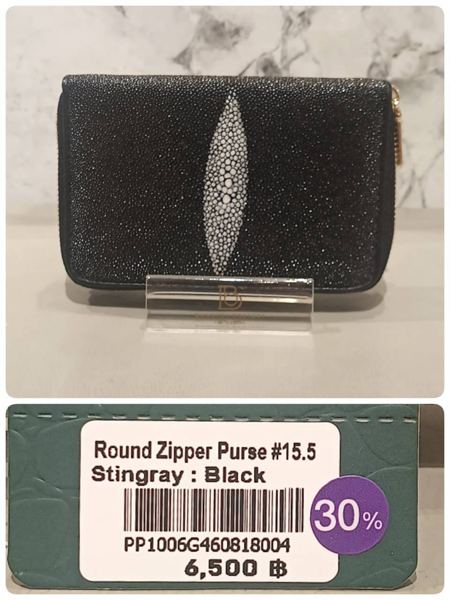 B
Round Zipper Purse #15.5
Stingray : Black
30%
PP1006G460818004
6,500 ฿